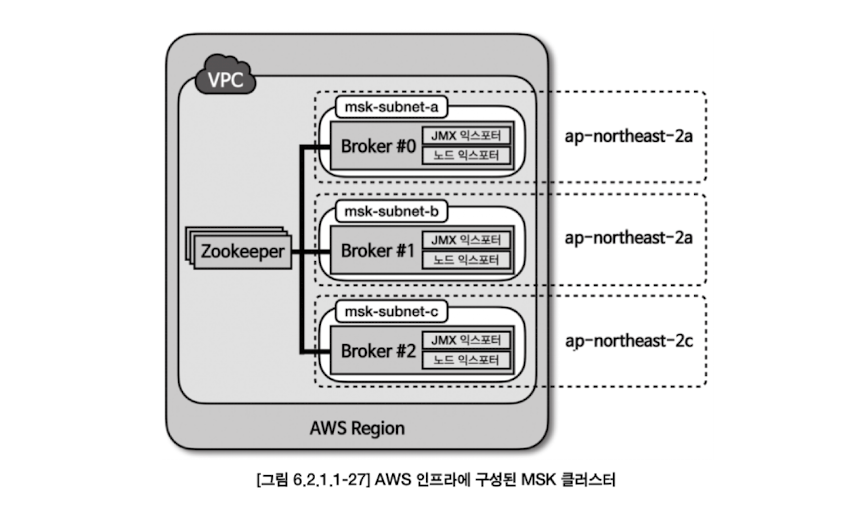 VPC
msk-subnet-a
Broker #0
JMX 익스포터
노드 익스포터
ap-northeast-2a
msk-subnet-b
Zookeeper
Broker #1
JMX 익스포터
노드 익스포터
ap-northeast-2a
msk-subnet-c
Broker #2
JMX 익스포터
노드 익스포터
ap-northeast-2c
AWS Region
[그림 6.2.1.1-27] AWS 인프라에 구성된 MSK 클러스터